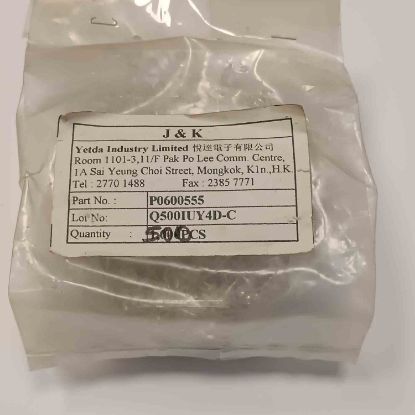 J & K
Yetda Industry Limited 悅達電子有限公司
Room 1101-3,11/F Pak Po Lee Comm. Centre,
1A Sai Yeung Choi Street, Mongkok, Kln.,H.K.
Tel : 2770 1488 Fax : 2385 7771
Part No. : P0600555
Lot No: Q500IUY4D-C
Quantity : 500 PCS